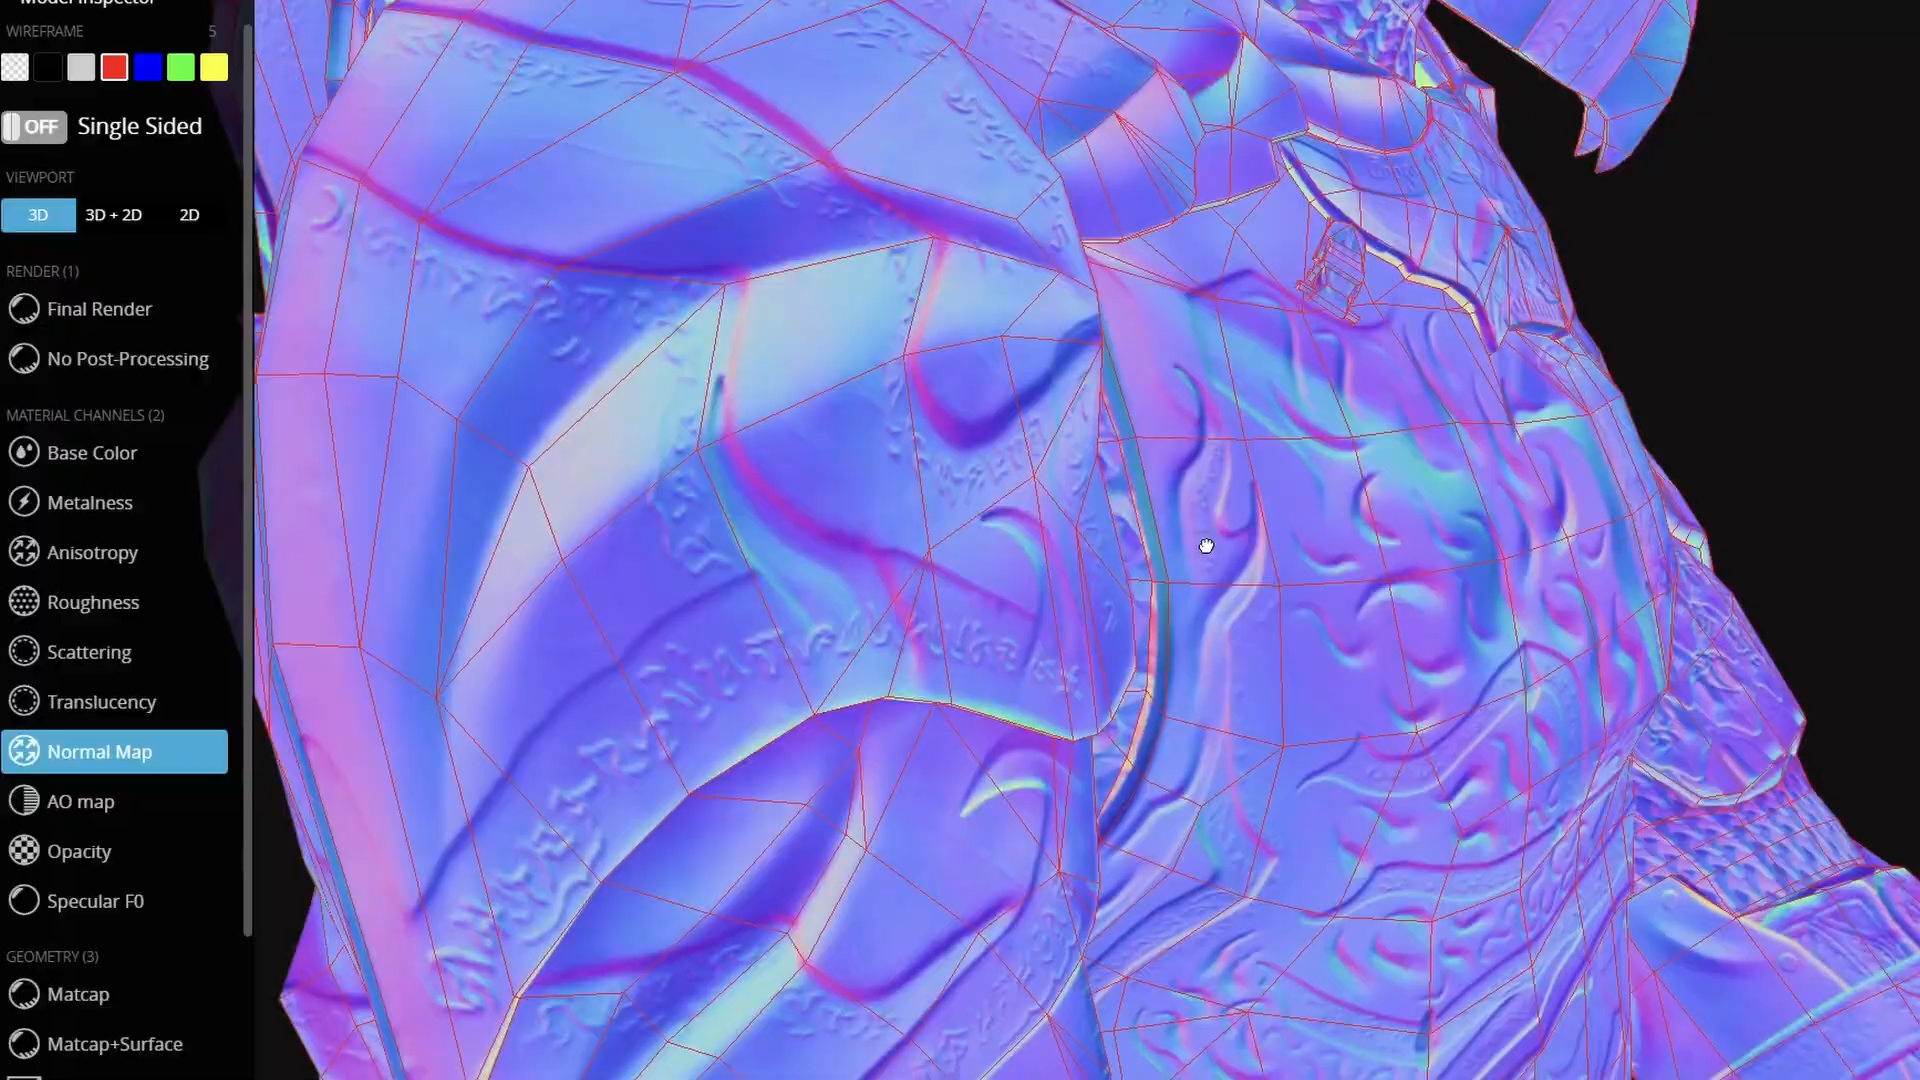 Model Inspector
WIREFRAME 5
OFF Single Sided
VIEWPORT
3D 3D + 2D 2D
RENDER (1)
Final Render
No Post-Processing
MATERIAL CHANNELS (2)
Base Color
Metalness
Anisotropy
Roughness
Scattering
Translucency
Normal Map
AO map
Opacity
Specular F0
GEOMETRY (3)
Matcap
Matcap+Surface